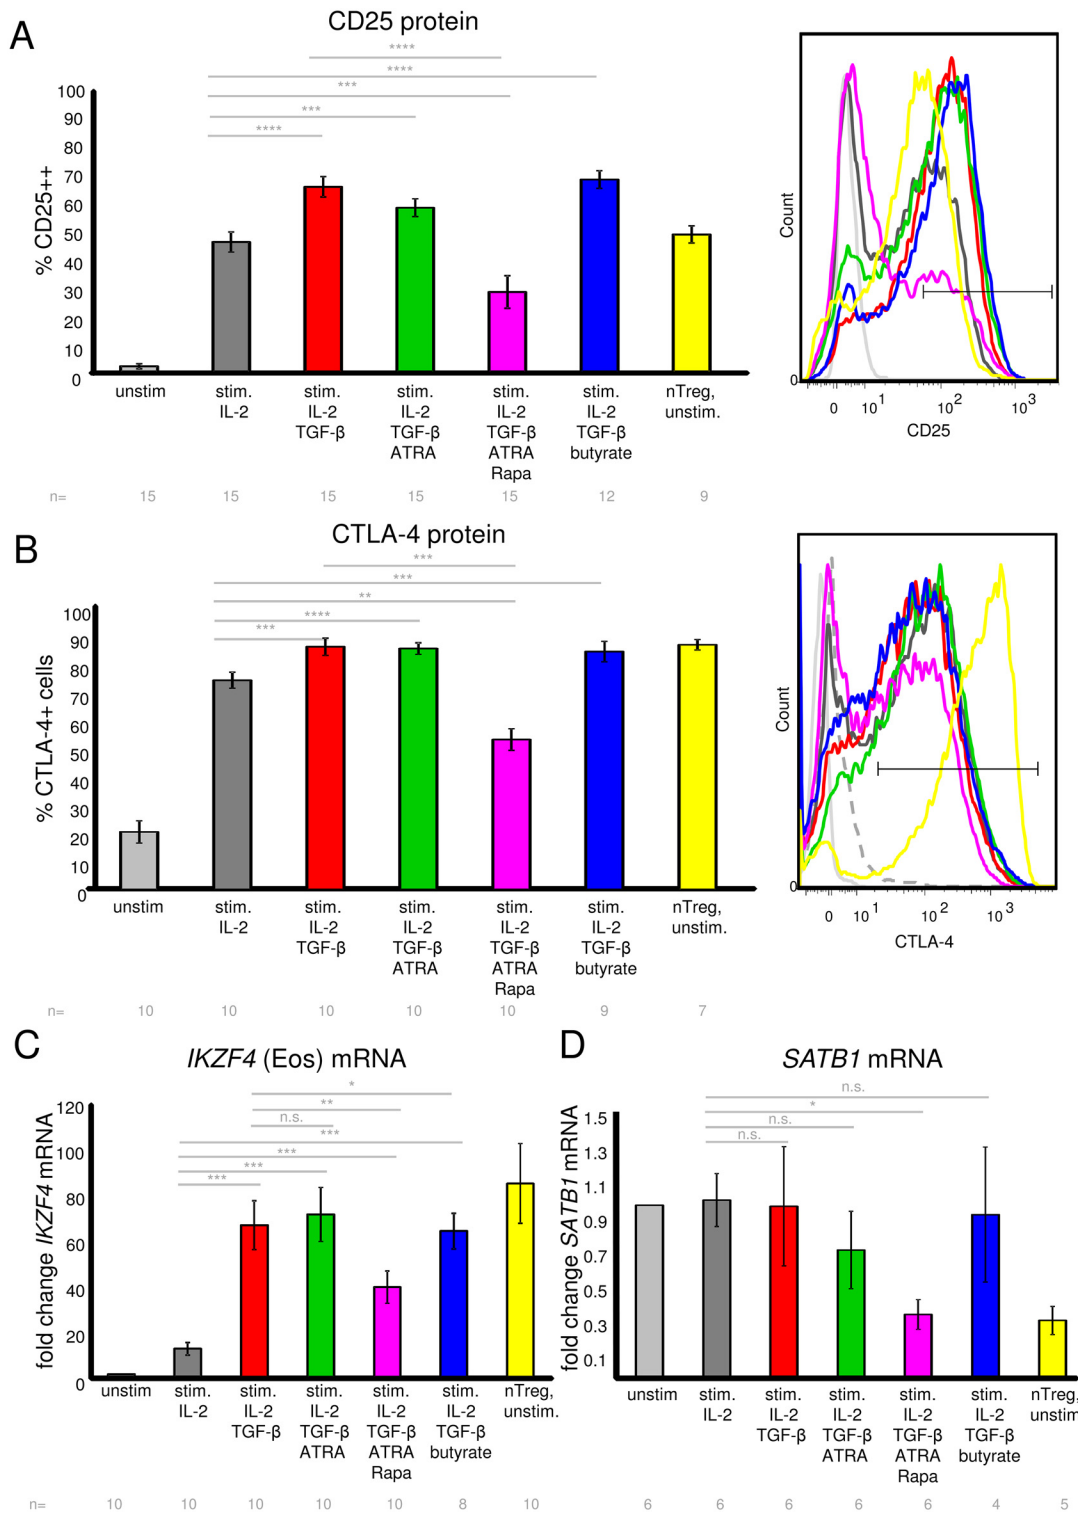 A
CD25 protein
****
****
***
***
****
% CD25++
100
90
80
70
60
50
40
30
20
10
0
unstim
stim.
IL-2
stim.
IL-2
TGF-β
stim.
IL-2
TGF-β
ATRA
stim.
IL-2
TGF-β
ATRA
Rapa
stim.
IL-2
TGF-β
butyrate
nTreg,
unstim.
n= 15 15 15 15 15 12 9
Count
0
0 10¹ 10² 10³
CD25
B
CTLA-4 protein
***
***
**
****
***
% CTLA-4+ cells
100
90
80
70
60
50
40
30
20
10
0
unstim
stim.
IL-2
stim.
IL-2
TGF-β
stim.
IL-2
TGF-β
ATRA
stim.
IL-2
TGF-β
ATRA
Rapa
stim.
IL-2
TGF-β
butyrate
nTreg,
unstim.
n= 10 10 10 10 10 9 7
Count
0
0 10¹ 10² 10³
CTLA-4
C
IKZF4 (Eos) mRNA
*
**
n.s.
***
***
***
***
fold change IKZF4 mRNA
120
100
80
60
40
20
0
unstim
stim.
IL-2
stim.
IL-2
TGF-β
stim.
IL-2
TGF-β
ATRA
stim.
IL-2
TGF-β
ATRA
Rapa
stim.
IL-2
TGF-β
butyrate
nTreg,
unstim.
n= 10 10 10 10 10 8 10
D
SATB1 mRNA
n.s.
*
n.s.
n.s.
fold change SATB1 mRNA
1.5
1.3
1.1
0.9
0.7
0.5
0.3
0.1
unstim
stim.
IL-2
stim.
IL-2
TGF-β
stim.
IL-2
TGF-β
ATRA
stim.
IL-2
TGF-β
ATRA
Rapa
stim.
IL-2
TGF-β
butyrate
nTreg,
unstim
6 6 6 6 6 4 5